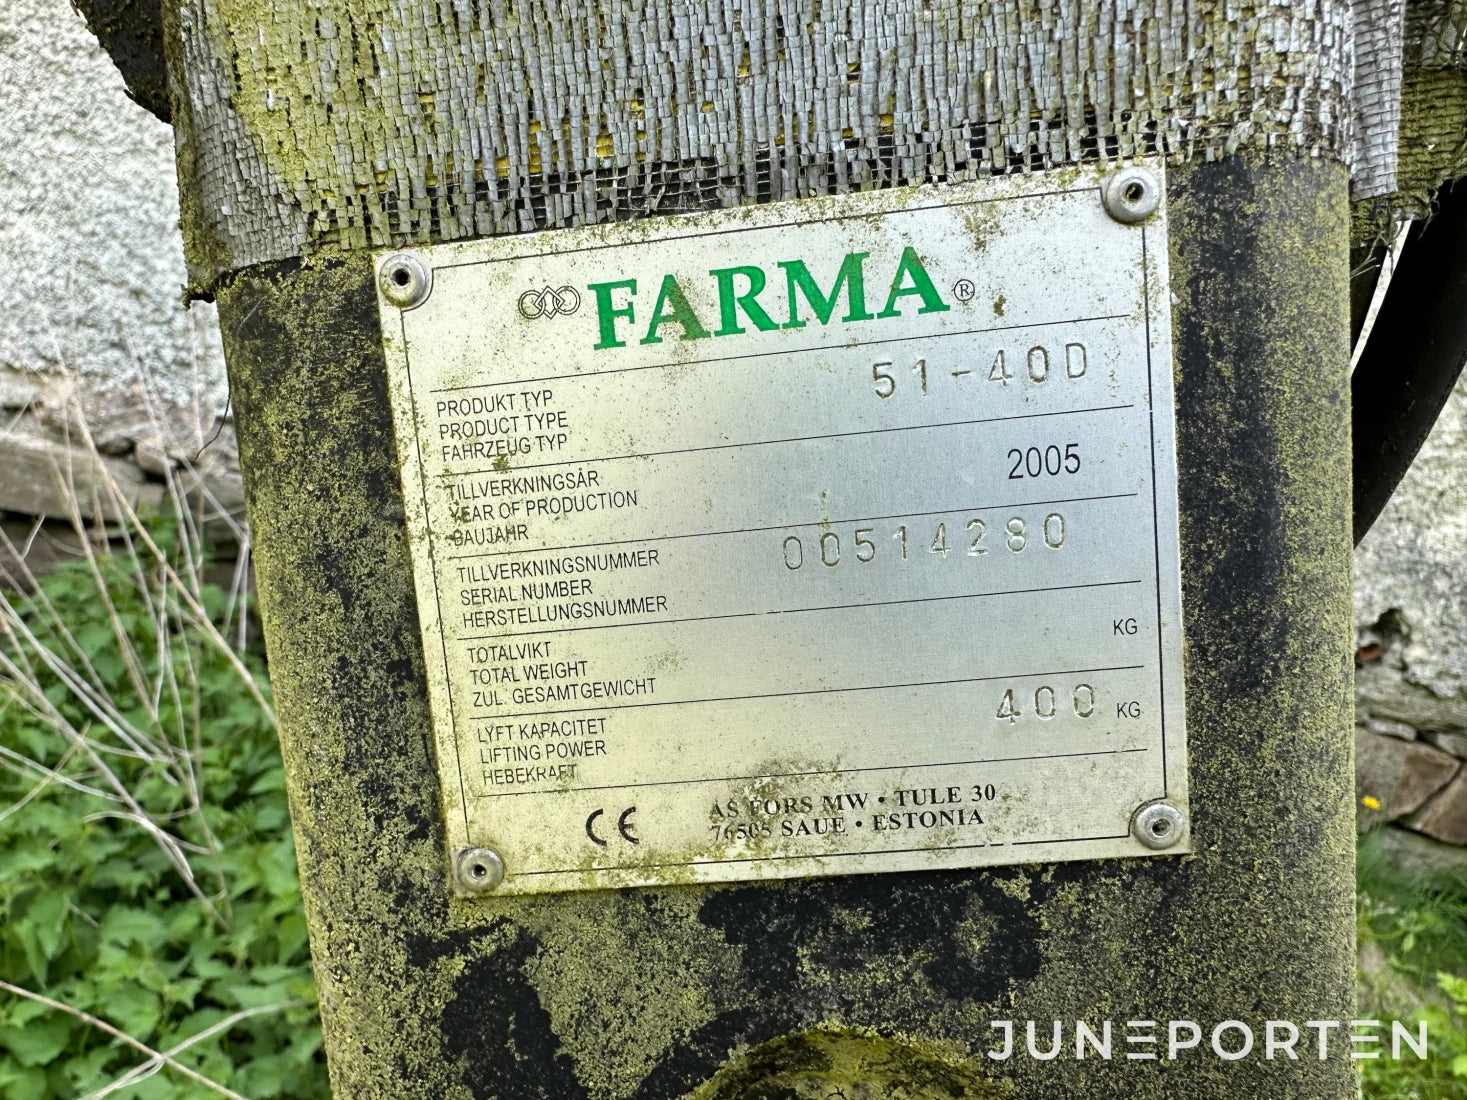 FARMA®
PRODUKT TYP
PRODUCT TYPE
FAHRZEUG TYP
51-40D
TILLVERKNINGSÅR
YEAR OF PRODUCTION
BAUJAHR
2005
TILLVERKNINGSNUMMER
SERIAL NUMBER
HERSTELLUNGSNUMMER
00514280
TOTALVIKT
TOTAL WEIGHT
ZUL. GESAMTGEWICHT
KG
LYFT KAPACITET
LIFTING POWER
HEBEKRAFT
400 KG
CE
AS FORS MW • TULE 30
76505 SAUE • ESTONIA
JUNEPORTEN